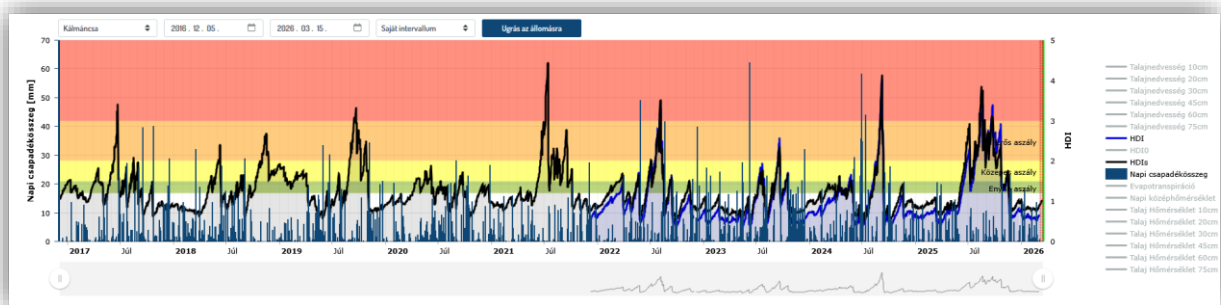 Kálmáncsa 2016. 12. 05. 2026. 03. 15. Saját intervallum Ugrás az állomásra
70 5
60 4
50
40 3
30 2
20 1
10
0 0
Napi csapadékösszeg [mm]
HDI
Erős aszály
Közepes aszály
Enyhe aszály
2017 Júl 2018 Júl 2019 Júl 2020 Júl 2021 Júl 2022 Júl 2023 Júl 2024 Júl 2025 Júl 2026
Talajnedvesség 10cm
Talajnedvesség 20cm
Talajnedvesség 30cm
Talajnedvesség 45cm
Talajnedvesség 60cm
Talajnedvesség 75cm
HDI
HDI0
HDIs
Napi csapadékösszeg
Evapotranspiráció
Napi középhőmérséklet
Talaj Hőmérséklet 10cm
Talaj Hőmérséklet 20cm
Talaj Hőmérséklet 30cm
Talaj Hőmérséklet 45cm
Talaj Hőmérséklet 60cm
Talaj Hőmérséklet 75cm